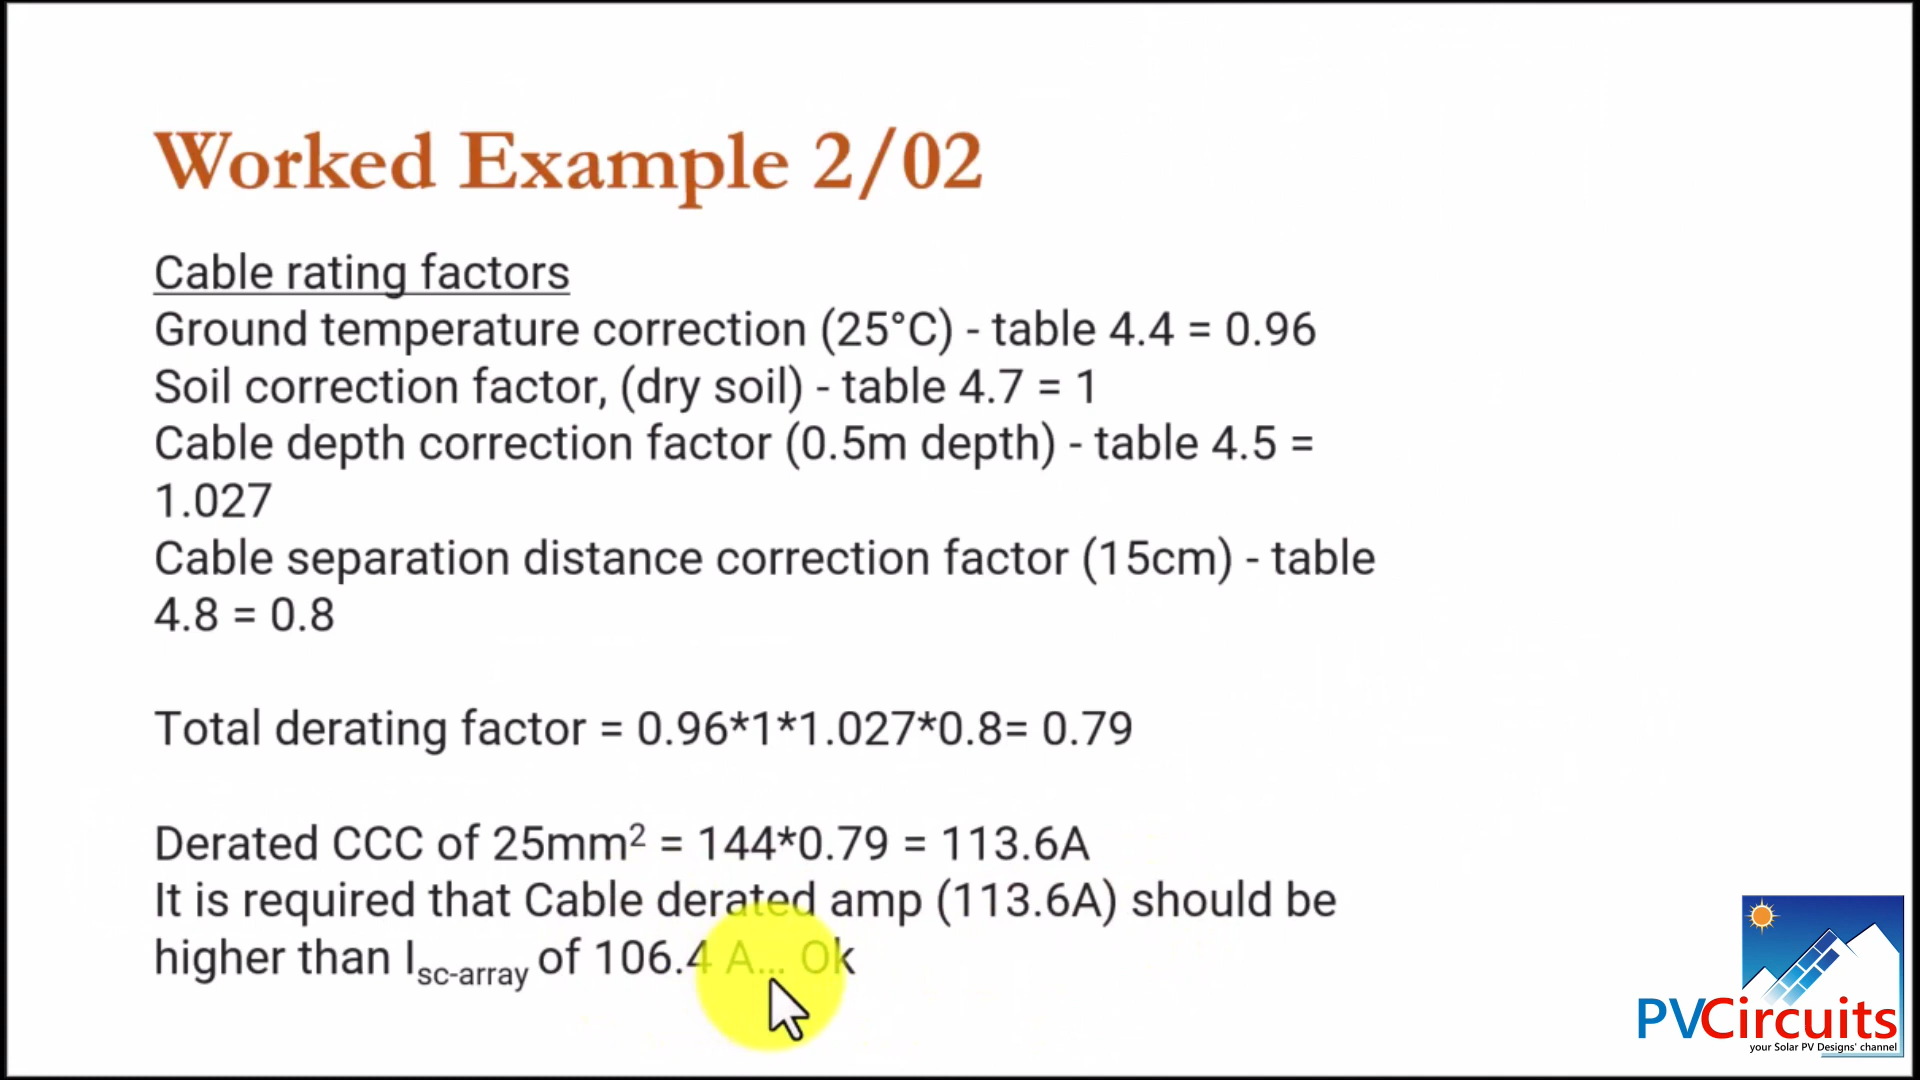 Worked Example 2/02
Cable rating factors
Ground temperature correction (25°C) - table 4.4 = 0.96
Soil correction factor, (dry soil) - table 4.7 = 1
Cable depth correction factor (0.5m depth) - table 4.5 =
1.027
Cable separation distance correction factor (15cm) - table
4.8 = 0.8
Total derating factor = 0.96*1*1.027*0.8= 0.79
Derated CCC of 25mm² = 144*0.79 = 113.6A
It is required that Cable derated amp (113.6A) should be
higher than Isc-array of 106.4 A... Ok
PVCircuits
your Solar PV Designs' channel